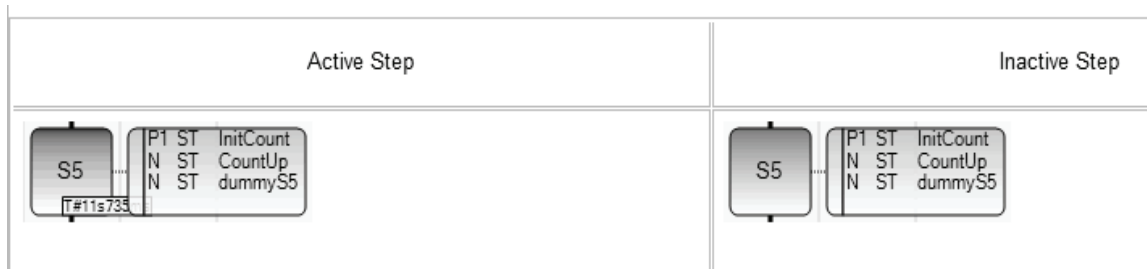 Active Step
Inactive Step
S5
P1 ST InitCount
N ST CountUp
N ST dummyS5
T#11s735
S5
P1 ST InitCount
N ST CountUp
N ST dummyS5